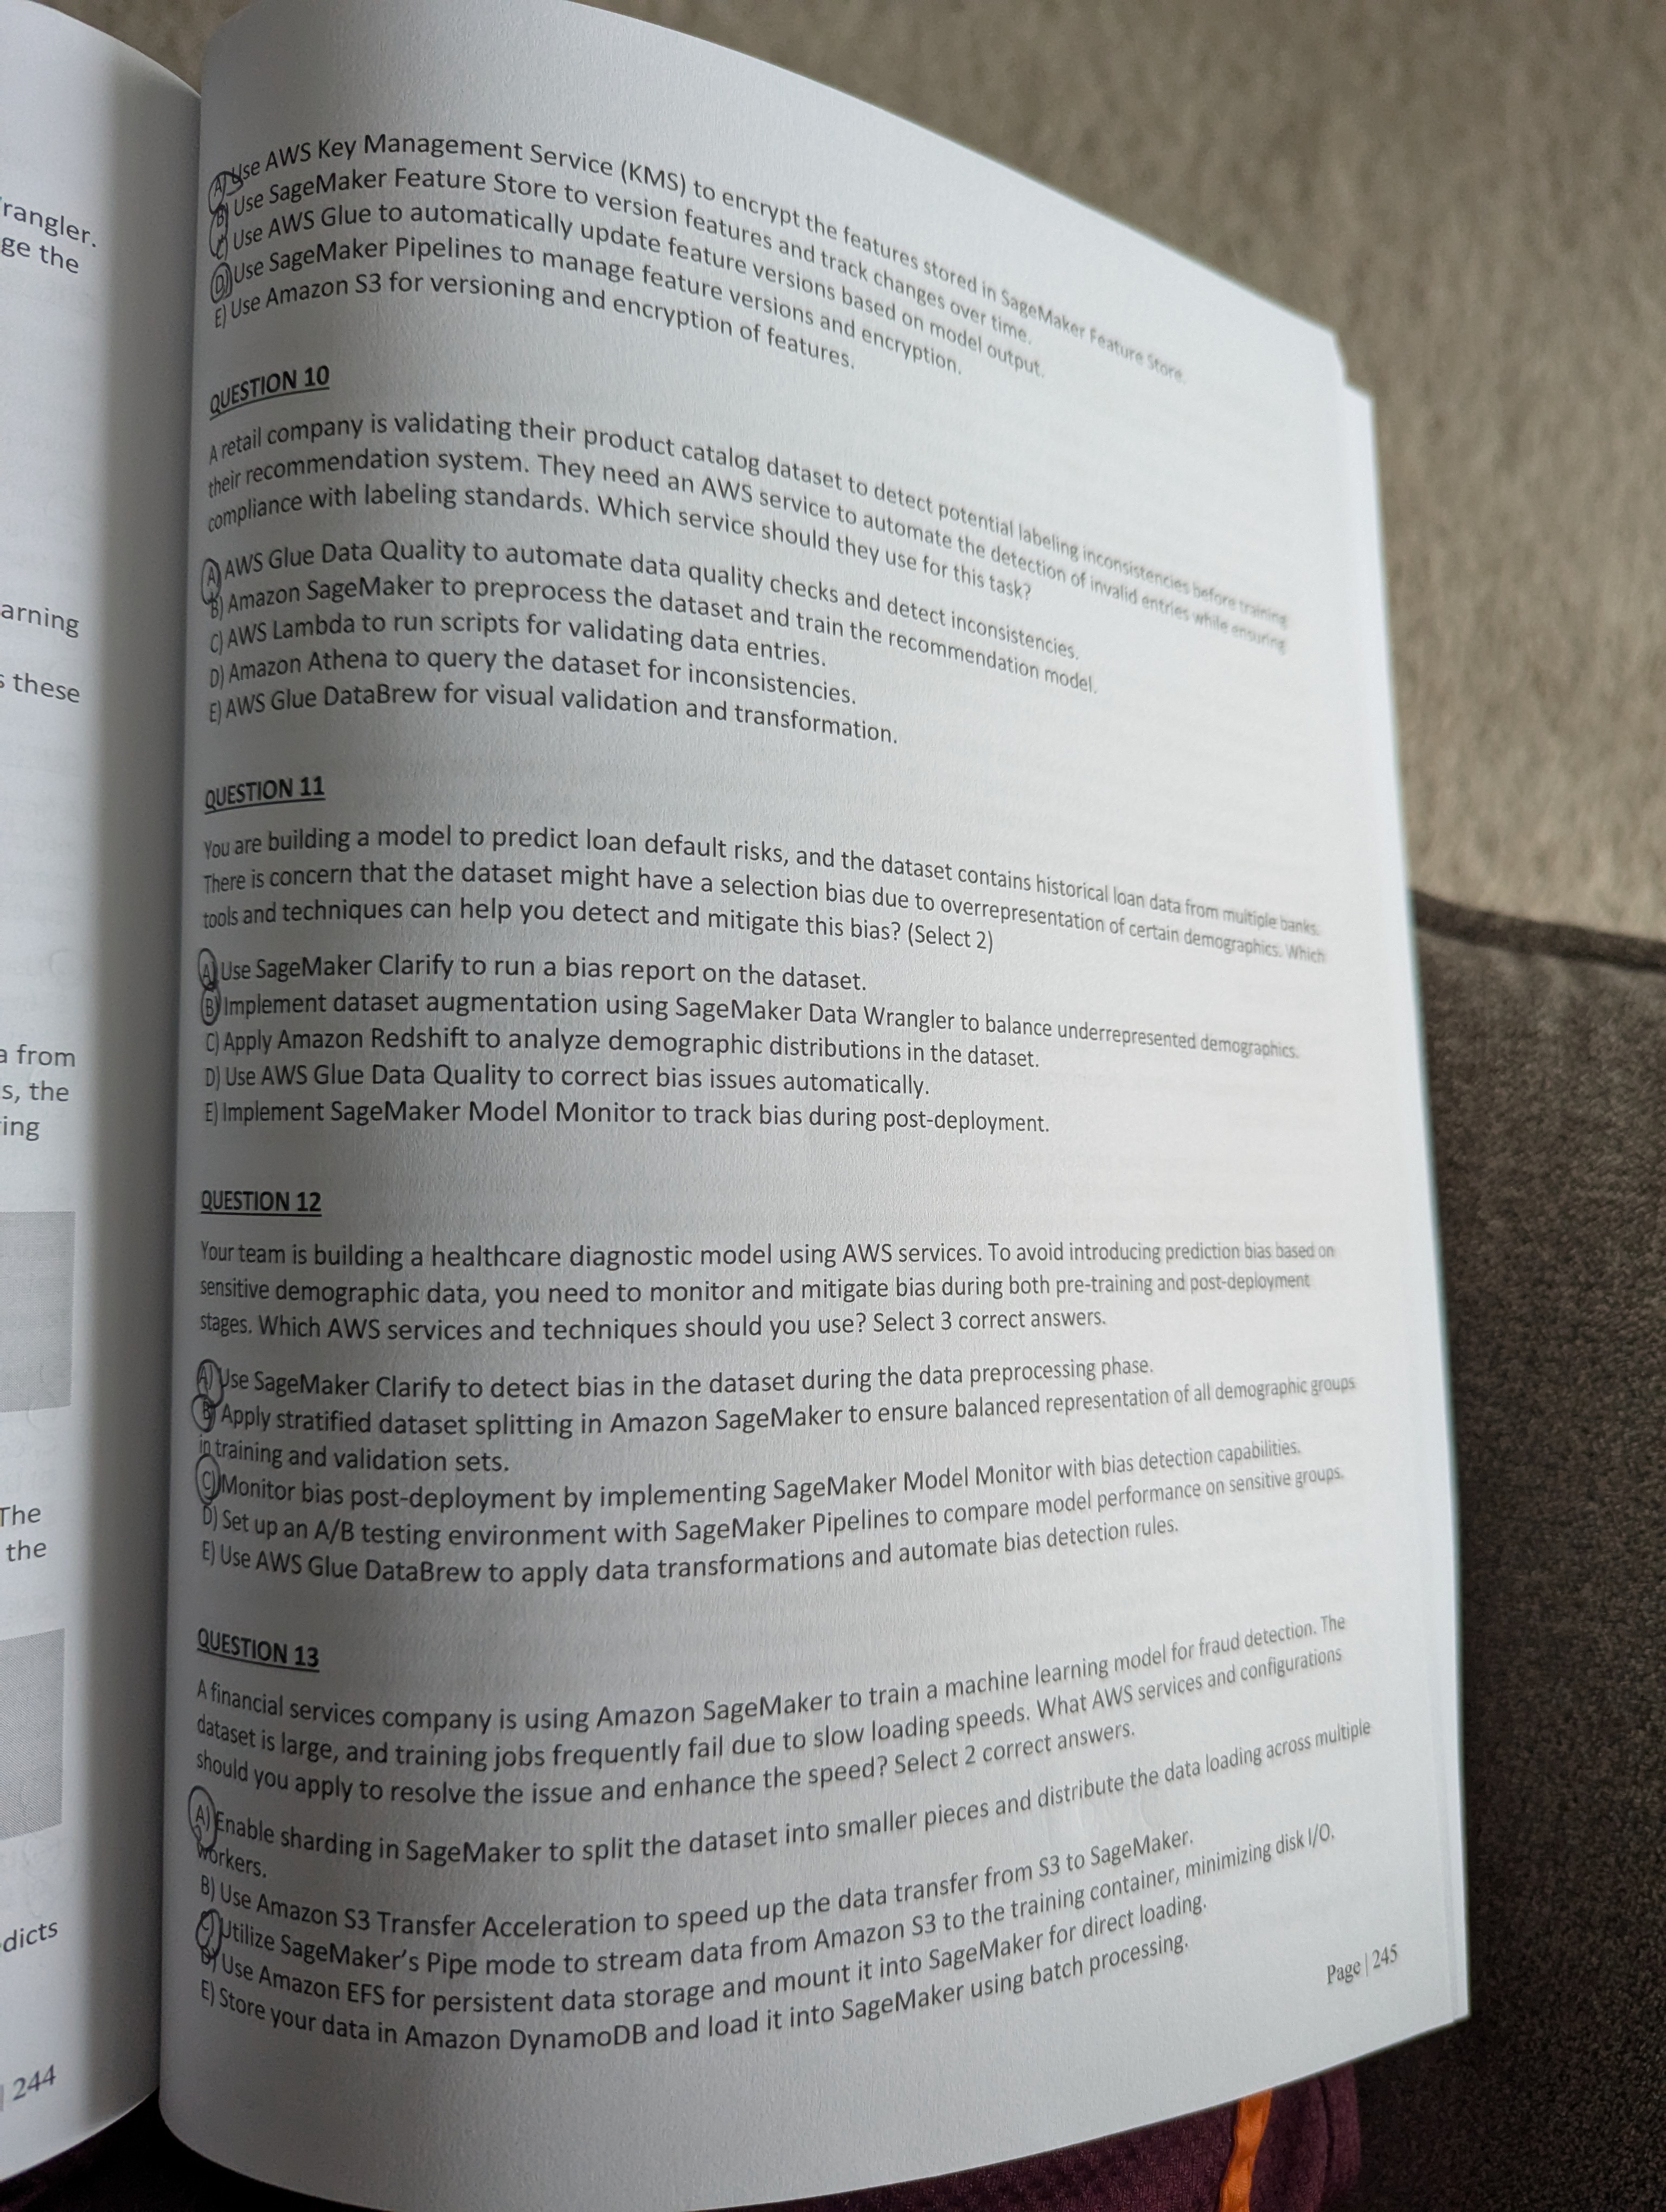 rangler.
ge the
arning
s these
a from
s, the
ing
The
the
dicts
| 244
A) Use AWS Key Management Service (KMS) to encrypt the features stored in SageMaker Feature Store.
B) Use SageMaker Feature Store to version features and track changes over time.
C) Use AWS Glue to automatically update feature versions based on model output.
D) Use SageMaker Pipelines to manage feature versions and encryption.
E) Use Amazon S3 for versioning and encryption of features.
QUESTION 10
A retail company is validating their product catalog dataset to detect potential labeling inconsistencies before training
their recommendation system. They need an AWS service to automate the detection of invalid entries while ensuring
compliance with labeling standards. Which service should they use for this task?
A) AWS Glue Data Quality to automate data quality checks and detect inconsistencies.
B) Amazon SageMaker to preprocess the dataset and train the recommendation model.
C) AWS Lambda to run scripts for validating data entries.
D) Amazon Athena to query the dataset for inconsistencies.
E) AWS Glue DataBrew for visual validation and transformation.
QUESTION 11
You are building a model to predict loan default risks, and the dataset contains historical loan data from multiple banks.
There is concern that the dataset might have a selection bias due to overrepresentation of certain demographics. Which
tools and techniques can help you detect and mitigate this bias? (Select 2)
A) Use SageMaker Clarify to run a bias report on the dataset.
B) Implement dataset augmentation using SageMaker Data Wrangler to balance underrepresented demographics.
C) Apply Amazon Redshift to analyze demographic distributions in the dataset.
D) Use AWS Glue Data Quality to correct bias issues automatically.
E) Implement SageMaker Model Monitor to track bias during post-deployment.
QUESTION 12
Your team is building a healthcare diagnostic model using AWS services. To avoid introducing prediction bias based on
sensitive demographic data, you need to monitor and mitigate bias during both pre-training and post-deployment
stages. Which AWS services and techniques should you use? Select 3 correct answers.
A) Use SageMaker Clarify to detect bias in the dataset during the data preprocessing phase.
B) Apply stratified dataset splitting in Amazon SageMaker to ensure balanced representation of all demographic groups
in training and validation sets.
C) Monitor bias post-deployment by implementing SageMaker Model Monitor with bias detection capabilities.
D) Set up an A/B testing environment with SageMaker Pipelines to compare model performance on sensitive groups.
E) Use AWS Glue DataBrew to apply data transformations and automate bias detection rules.
QUESTION 13
A financial services company is using Amazon SageMaker to train a machine learning model for fraud detection. The
dataset is large, and training jobs frequently fail due to slow loading speeds. What AWS services and configurations
should you apply to resolve the issue and enhance the speed? Select 2 correct answers.
A) Enable sharding in SageMaker to split the dataset into smaller pieces and distribute the data loading across multiple
workers.
B) Use Amazon S3 Transfer Acceleration to speed up the data transfer from S3 to SageMaker.
C) Utilize SageMaker's Pipe mode to stream data from Amazon S3 to the training container, minimizing disk I/O.
D) Use Amazon EFS for persistent data storage and mount it into SageMaker for direct loading.
E) Store your data in Amazon DynamoDB and load it into SageMaker using batch processing.
Page | 245